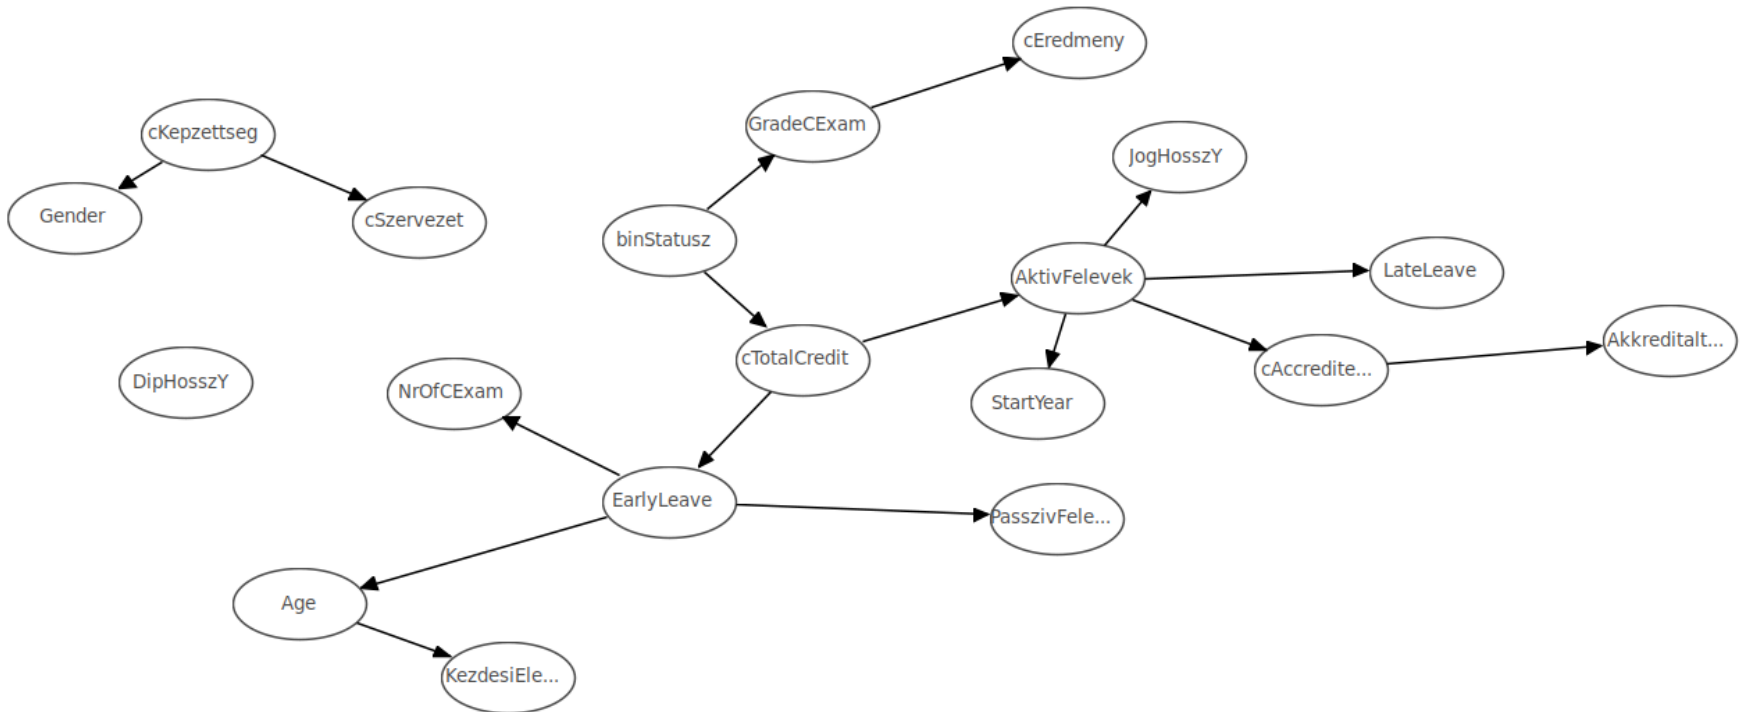 cEredmeny
GradeCExam
cKepzettseg
JogHosszY
Gender
cSzervezet
binStatusz
LateLeave
AktivFelevek
Akkreditalt...
cTotalCredit
cAccredite...
DipHosszY
NrOfCExam
StartYear
EarlyLeave
PasszivFele...
Age
KezdesiEle...